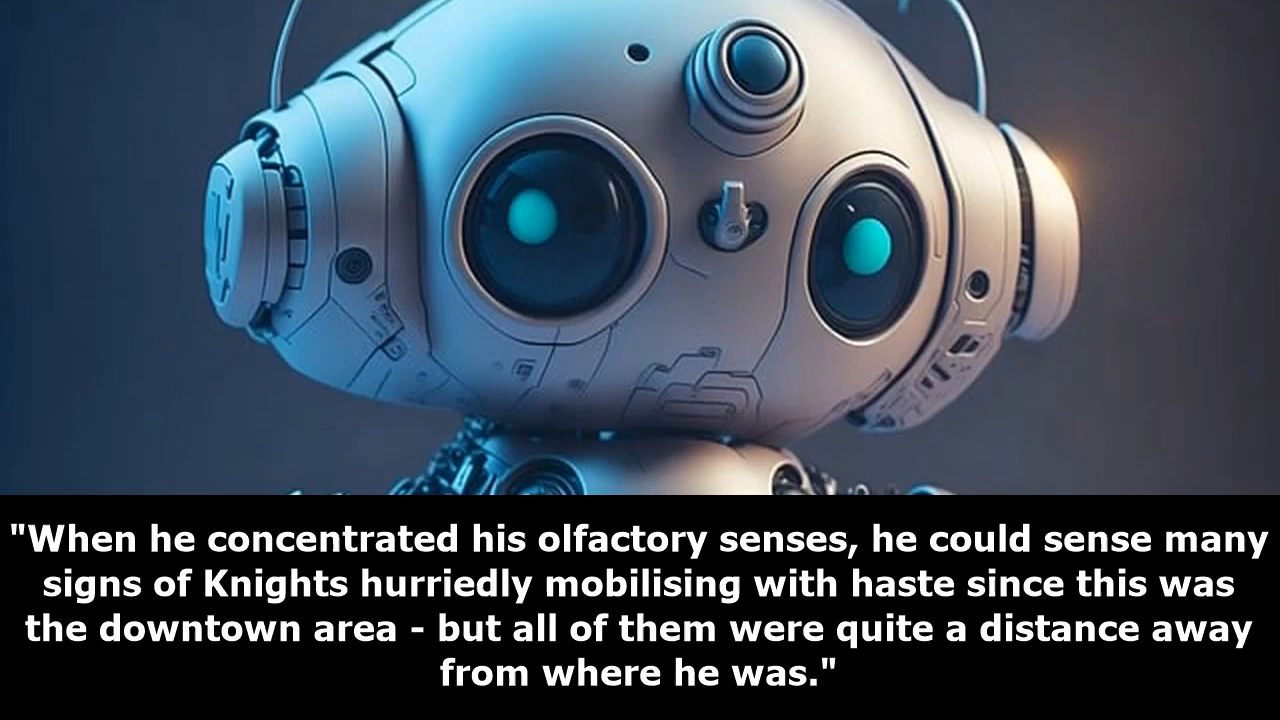 "When he concentrated his olfactory senses, he could sense many
signs of Knights hurriedly mobilising with haste since this was
the downtown area - but all of them were quite a distance away
from where he was."